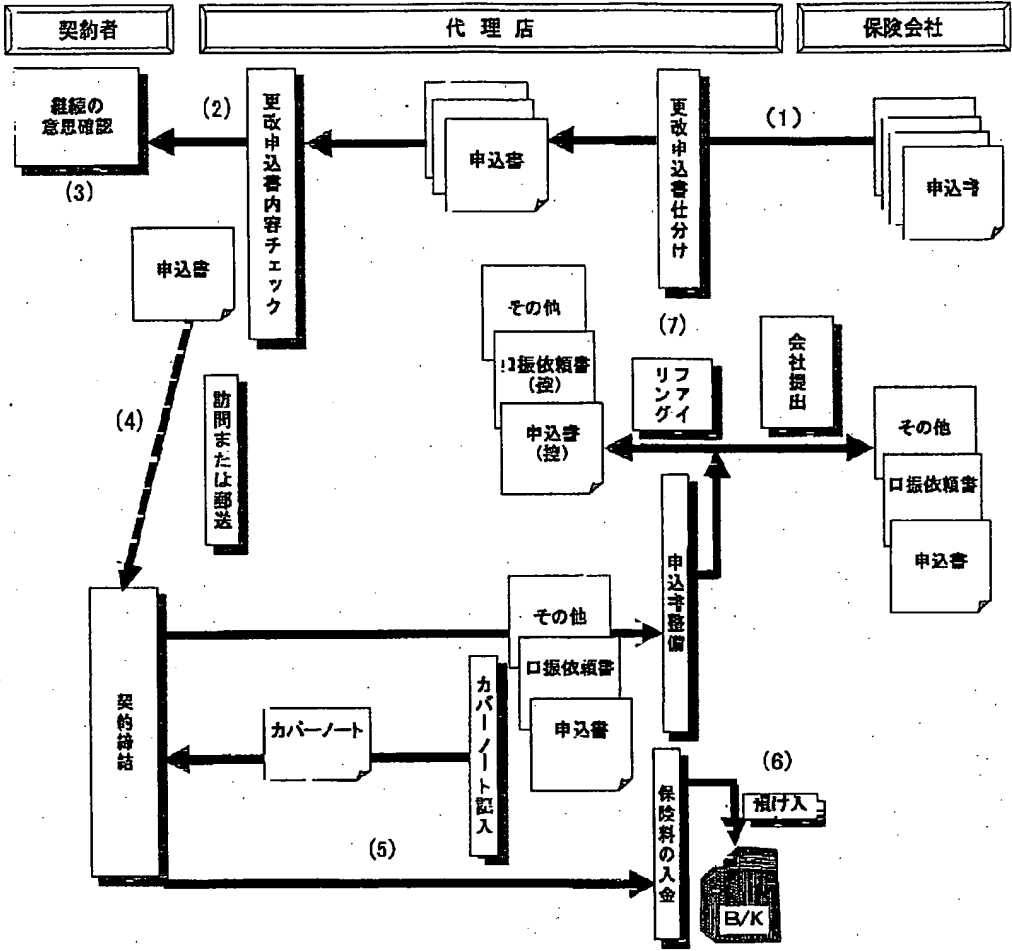 契約者
代理店
保険会社
継続の
意思確認
(3)
(2)
更改申込書内容チェック
申込書
更改申込書仕分け
(1)
申込書
申込書
(4)
訪問または郵送
その他
口振依頼書
(控)
申込書
(控)
(7)
ファイ
リング
会社提出
その他
口振依頼書
申込書
契約締結
その他
口振依頼書
申込書
申込書整備
カバーノート
カバーノート記入
(5)
保険料の入金
(6)
預け入
B/K